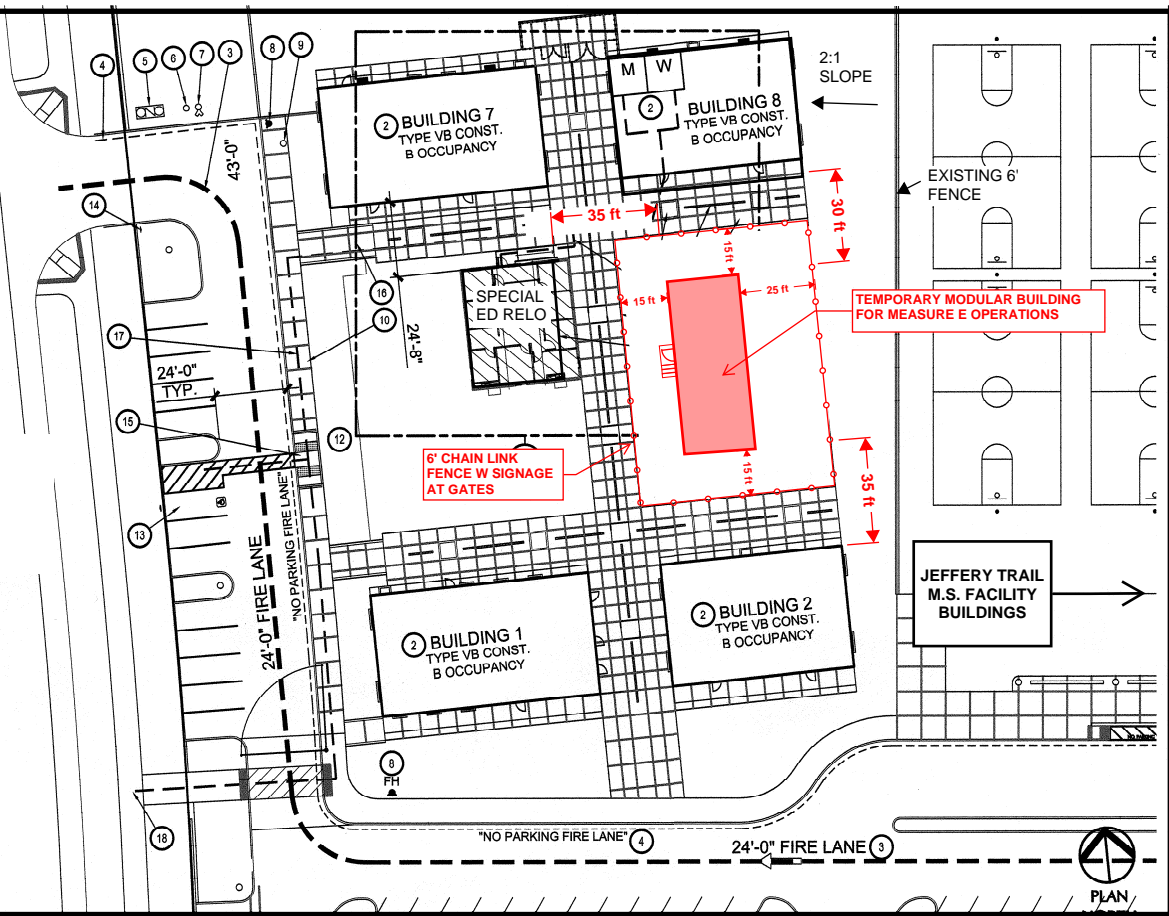 4
5
6
7
3
8
9
43'-0"
2 BUILDING 7
TYPE VB CONST.
B OCCUPANCY
M W
2
BUILDING 8
TYPE VB CONST.
B OCCUPANCY
2:1
SLOPE
EXISTING 6'
FENCE
14
35 ft
30 ft
15 ft
15 ft
25 ft
SPECIAL
ED RELO
TEMPORARY MODULAR BUILDING
FOR MEASURE E OPERATIONS
16
10
17
24'-8"
24'-0"
TYP.
15
12
6' CHAIN LINK
FENCE W SIGNAGE
AT GATES
15 ft
35 ft
13
24'-0" FIRE LANE
"NO PARKING FIRE LANE"
JEFFERY TRAIL
M.S. FACILITY
BUILDINGS
2 BUILDING 1
TYPE VB CONST.
B OCCUPANCY
2 BUILDING 2
TYPE VB CONST.
B OCCUPANCY
8
FH
18
"NO PARKING FIRE LANE" 4
24'-0" FIRE LANE 3
PLAN